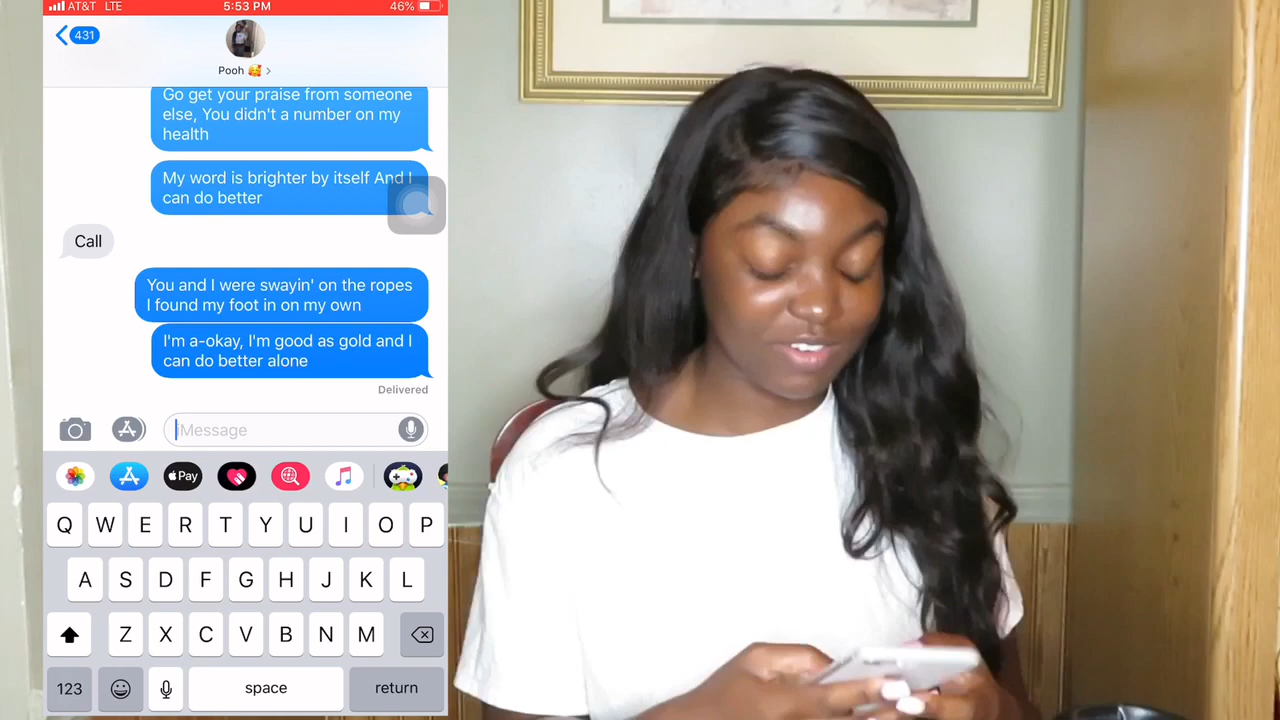 AT&T LTE 5:53 PM 46%
431
Pooh 🥰 >
Go get your praise from someone
else, You didn't a number on my
health
My word is brighter by itself And I
can do better
Call
You and I were swayin' on the ropes
I found my foot in on my own
I'm a-okay, I'm good as gold and I
can do better alone
Delivered
iMessage
Pay
Q W E R T Y U I O P
A S D F G H J K L
Z X C V B N M
123 space return